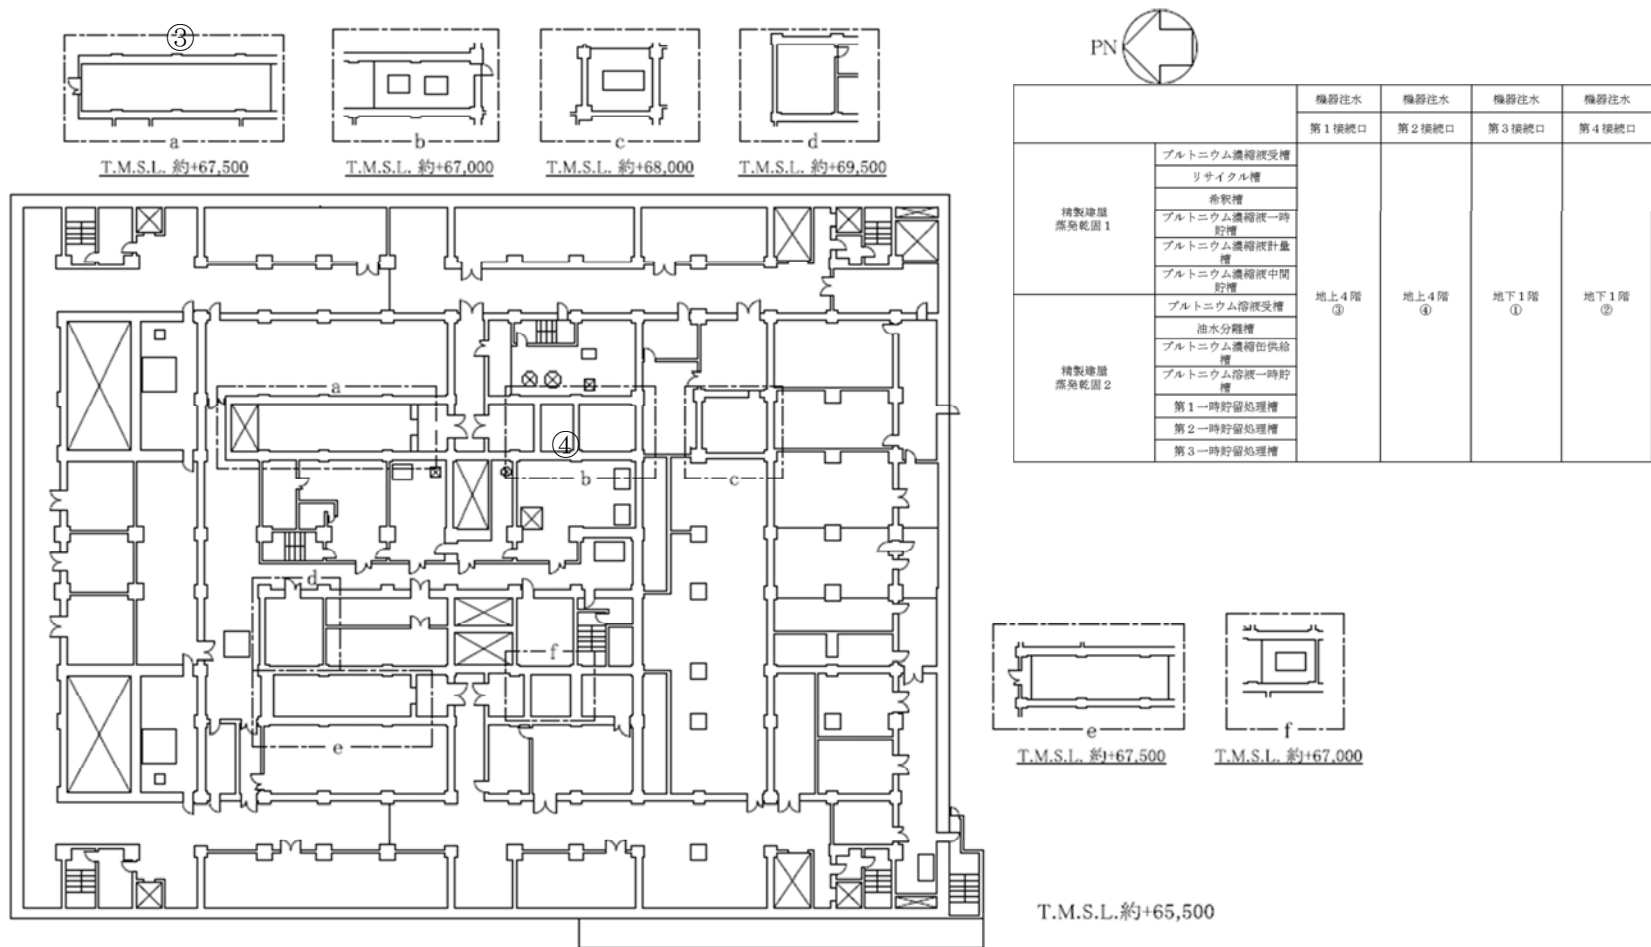 ③
a
T.M.S.L. 約+67,500
b
T.M.S.L. 約+67,000
c
T.M.S.L. 約+68,000
d
T.M.S.L. 約+69,500
PN
機器注水 機器注水 機器注水 機器注水
第1接続口 第2接続口 第3接続口 第4接続口
精製建屋
蒸発乾固1
プルトニウム濃縮液受槽
リサイクル槽
希釈槽
プルトニウム濃縮液一時
貯槽
プルトニウム濃縮液計量
槽
プルトニウム濃縮液中間
貯槽
精製建屋
蒸発乾固2
プルトニウム溶液受槽
油水分離槽
プルトニウム濃縮缶供給
槽
プルトニウム溶液一時貯
槽
第1一時貯留処理槽
第2一時貯留処理槽
第3一時貯留処理槽
地上4階
③
地上4階
④
地下1階
①
地下1階
②
a
④
b
c
d
f
e
e
T.M.S.L. 約+67,500
f
T.M.S.L. 約+67,000
T.M.S.L.約+65,500